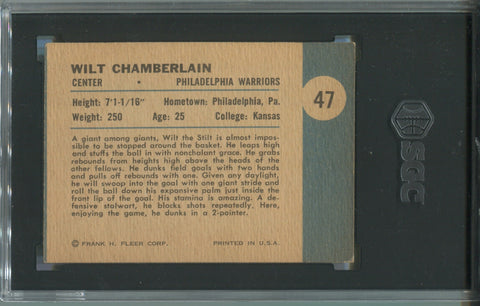 WILT CHAMBERLAIN
CENTER • PHILADELPHIA WARRIORS
47
Height: 7'1-1/16" Hometown: Philadelphia, Pa.
Weight: 250 Age: 25 College: Kansas
A giant among giants, Wilt the Stilt is almost impos-
sible to be stopped around the basket. He leaps high
and stuffs the ball in with nonchalant grace. He grabs
rebounds from heights high above the heads of the
other fellows. He dunks field goals with two hands
and pulls off rebounds with one. Given any daylight,
he will swoop into the goal with one giant stride and
roll the ball down his expansive palm just inside the
front lip of the goal. His stamina is amazing. A de-
fensive stalwart, he blocks shots repeatedly. Here,
enjoying the game, he dunks in a 2-pointer.
© FRANK H. FLEER CORP. PRINTED IN U.S.A.
SGC